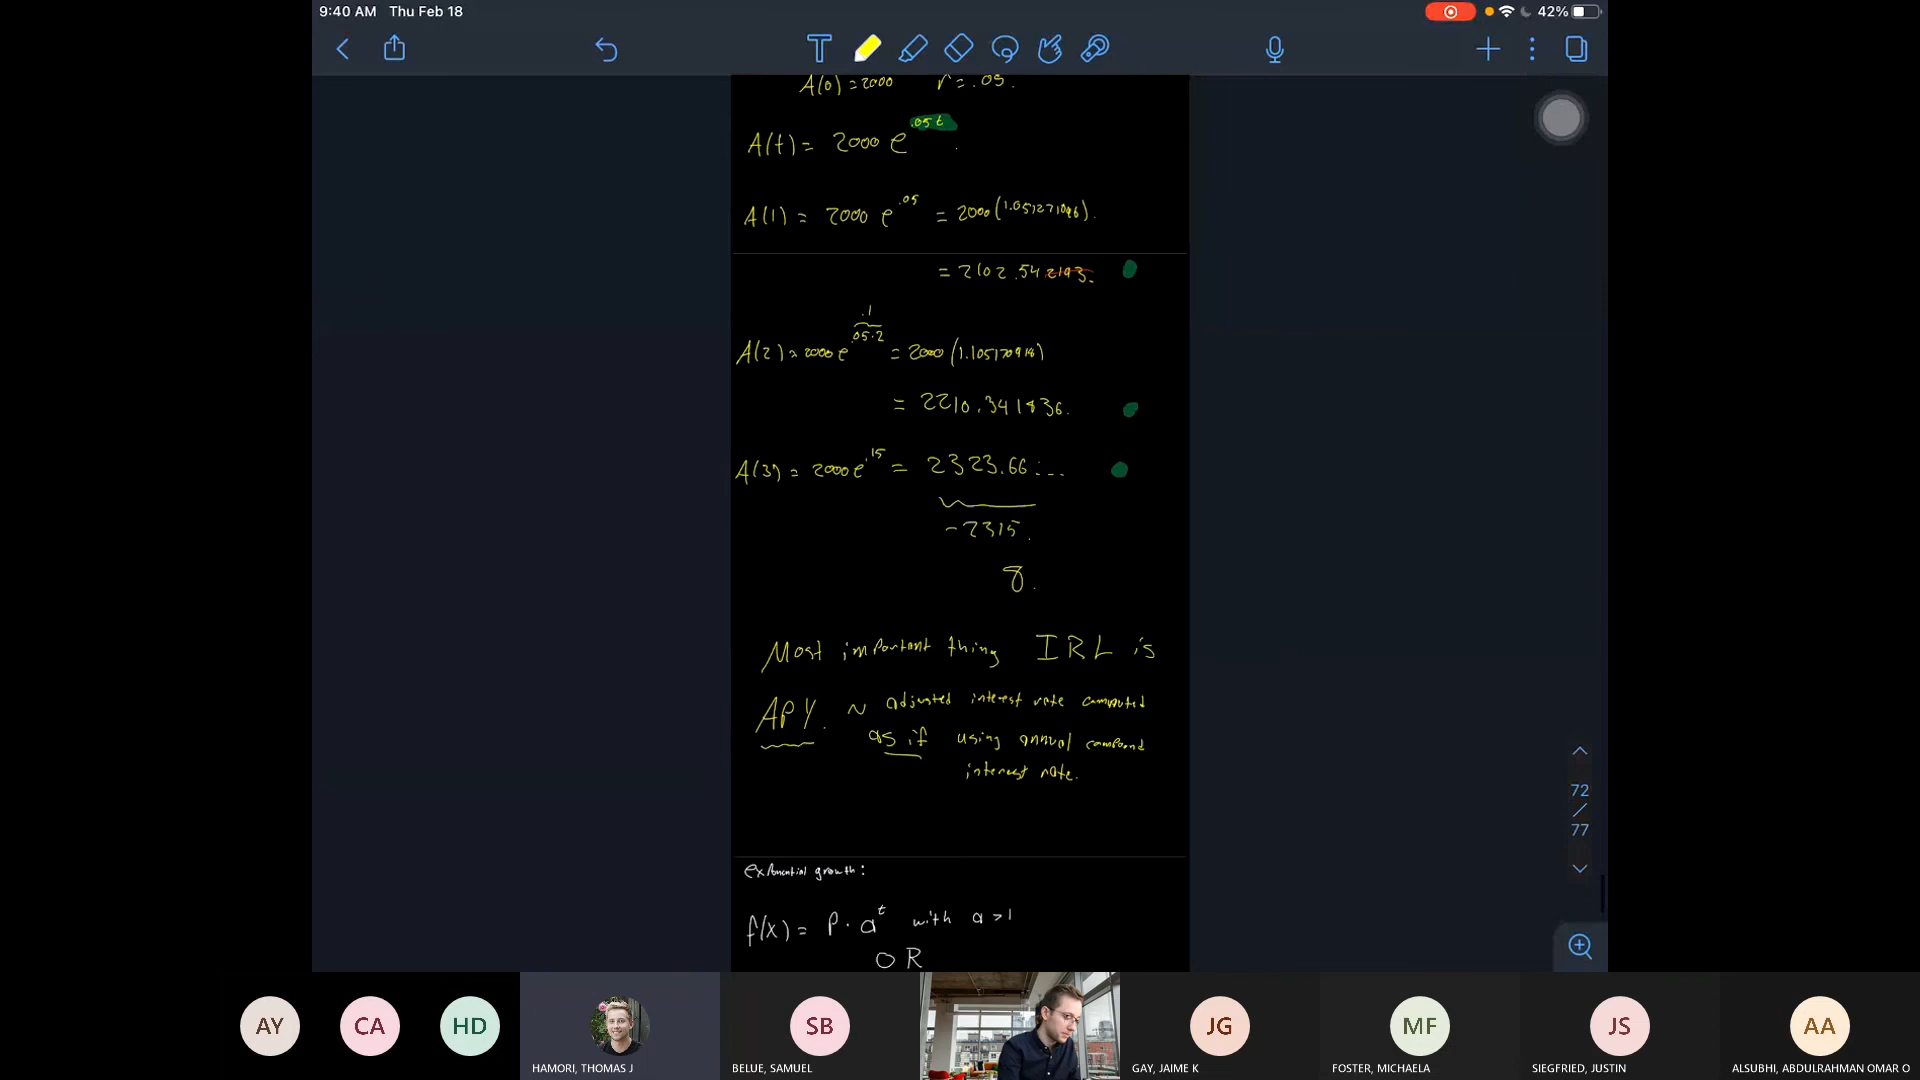 9:40 AM Thu Feb 18
42%
A(0) = 2000 r = .05.
A(t) = 2000 e^.05t
A(1) = 2000 e^.05 = 2000(1.051271096).
= 2102.542193.
.1
A(2) = 2000 e^.05·2 = 2000(1.105170918)
= 2210.341836.
A(3) = 2000 e^.15 = 2323.66...
-2315.
8.
Most important thing IRL is
APY. ~ adjusted interest rate computed
as if using annual compound
interest rate.
exponential growth:
f(x) = P · a^t with a > 1
OR
72
/
77
AY
CA
HD
HAMORI, THOMAS J
SB
BELUE, SAMUEL
JG
GAY, JAIME K
MF
FOSTER, MICHAELA
JS
SIEGFRIED, JUSTIN
AA
ALSUBHI, ABDULRAHMAN OMAR O